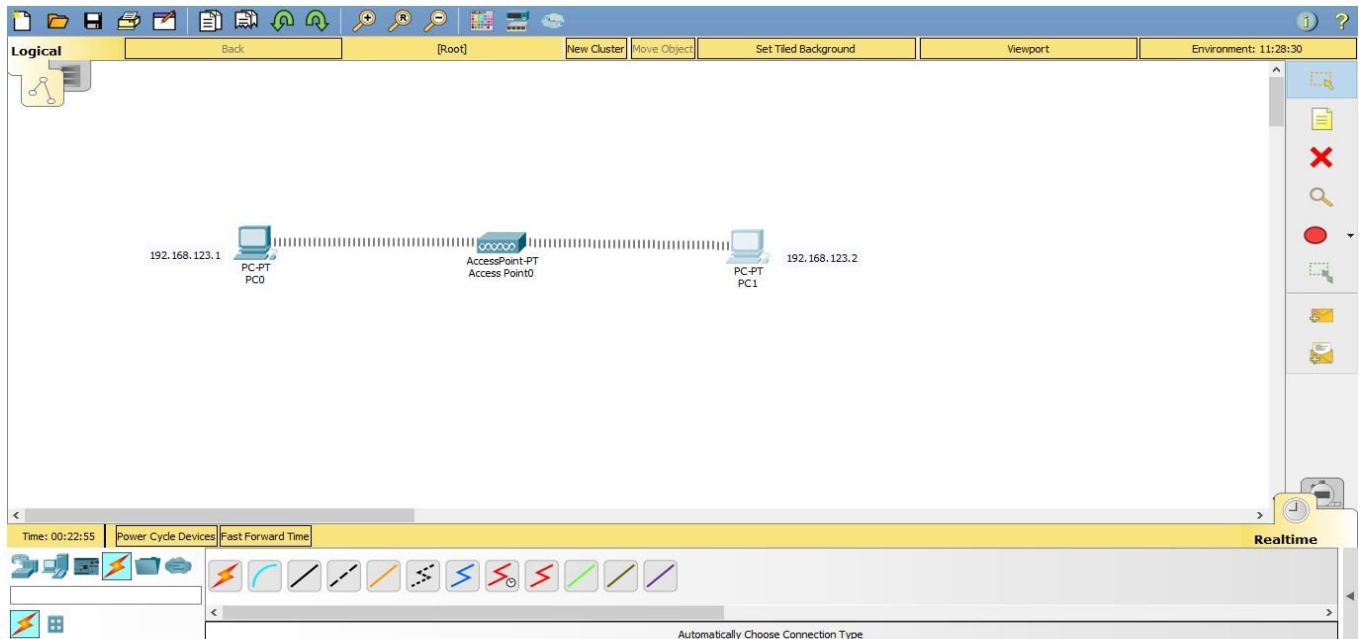 Logical
Back
[Root]
New Cluster
Move Object
Set Tiled Background
Viewport
Environment: 11:28:30
192.168.123.1
PC-PT
PC0
AccessPoint-PT
Access Point0
PC-PT
PC1
192.168.123.2
Time: 00:22:55
Power Cycle Devices
Fast Forward Time
Realtime
Automatically Choose Connection Type